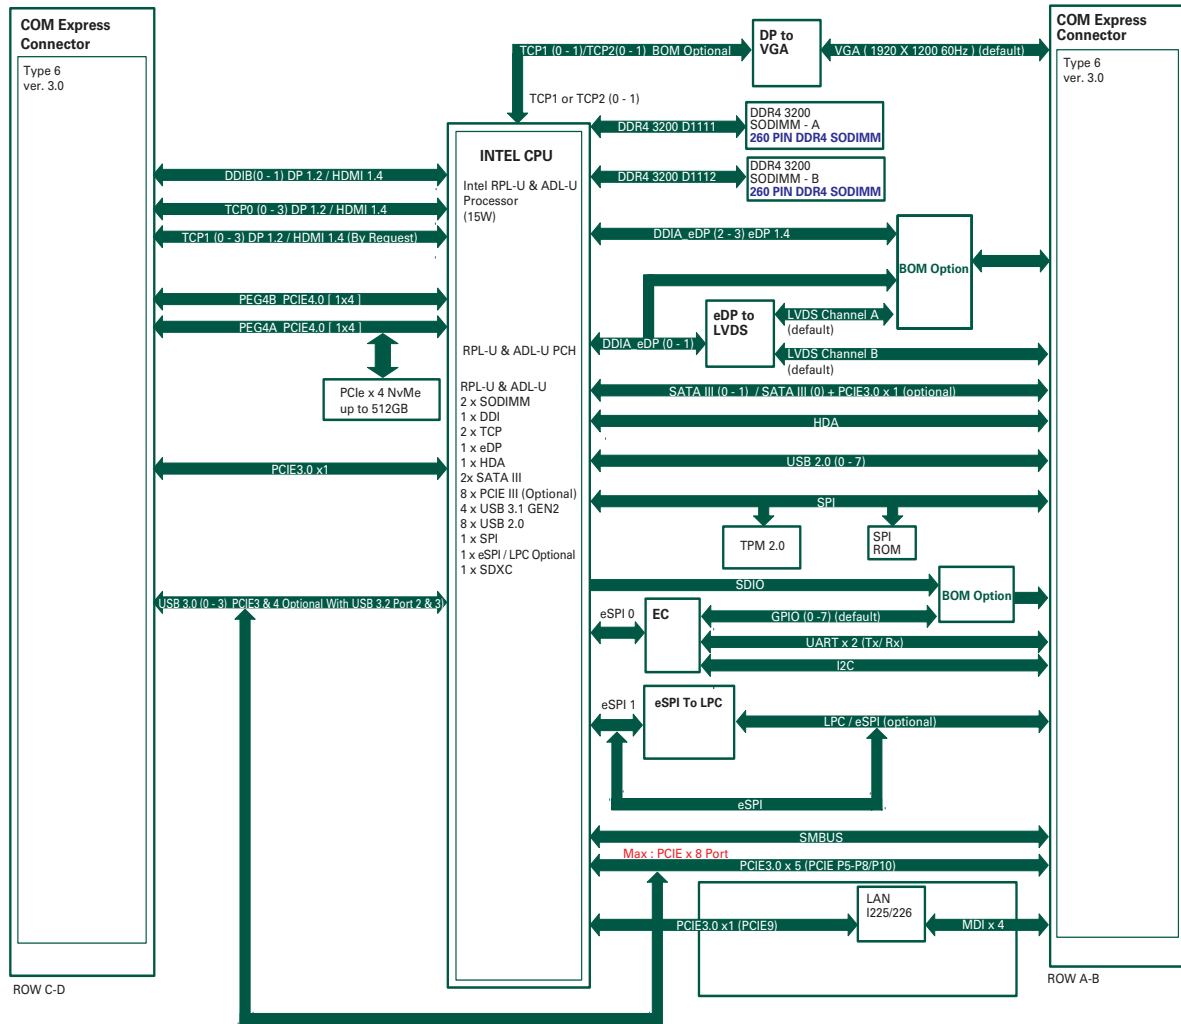 COM Express
Connector
Type 6
ver. 3.0
ROW C-D
DDIB(0 - 1) DP 1.2 / HDMI 1.4
TCP0 (0 - 3) DP 1.2 / HDMI 1.4
TCP1 (0 - 3) DP 1.2 / HDMI 1.4 (By Request)
PEG4B PCIE4.0 [ 1x4 ]
PEG4A PCIE4.0 [ 1x4 ]
PCIe x 4 NvMe
up to 512GB
PCIE3.0 x1
USB 3.0 (0 - 3) PCIE3 & 4 Optional With USB 3.2 Port 2 & 3
TCP1 (0 - 1)/TCP2(0 - 1) BOM Optional
TCP1 or TCP2 (0 - 1)
INTEL CPU
Intel RPL-U & ADL-U
Processor
(15W)
RPL-U & ADL-U PCH
RPL-U & ADL-U
2 x SODIMM
1 x DDI
2 x TCP
1 x eDP
1 x HDA
2x SATA III
8 x PCIE III (Optional)
4 x USB 3.1 GEN2
8 x USB 2.0
1 x SPI
1 x eSPI / LPC Optional
1 x SDXC
DP to
VGA
VGA ( 1920 X 1200 60Hz ) (default)
DDR4 3200 D1111
DDR4 3200
SODIMM - A
260 PIN DDR4 SODIMM
DDR4 3200 D1112
DDR4 3200
SODIMM - B
260 PIN DDR4 SODIMM
DDIA_eDP (2 - 3) eDP 1.4
BOM Option
DDIA_eDP (0 - 1)
eDP to
LVDS
LVDS Channel A
(default)
LVDS Channel B
(default)
SATA III (0 - 1) / SATA III (0) + PCIE3.0 x 1 (optional)
HDA
USB 2.0 (0 - 7)
SPI
TPM 2.0
SPI
ROM
SDIO
BOM Option
eSPI 0
EC
GPIO (0 -7) (default)
UART x 2 (Tx/ Rx)
I2C
eSPI 1
eSPI To LPC
LPC / eSPI (optional)
eSPI
SMBUS
Max : PCIE x 8 Port
PCIE3.0 x 5 (PCIE P5-P8/P10)
PCIE3.0 x1 (PCIE9)
LAN
I225/226
MDI x 4
COM Express
Connector
Type 6
ver. 3.0
ROW A-B